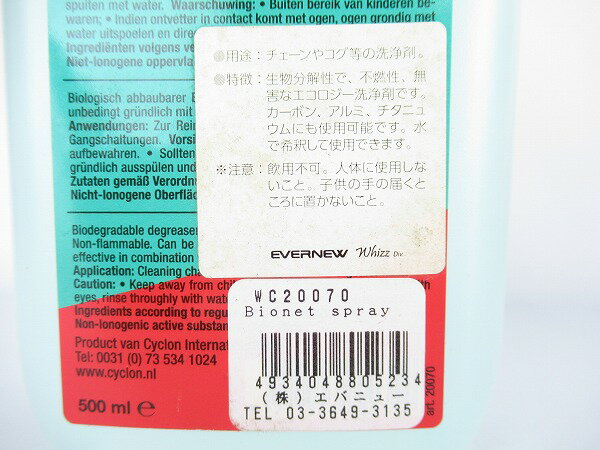 spuiten met water. Waarschuwing: • Buiten bereik van kinderen be-
waren; • Indien ontvetter in contact komt met ogen, ogen grondig met
water uitspoelen en direct
Ingrediënten volgens
Niet-Ionogene oppervla
Biologisch abbaubarer
unbedingt gründlich mit
Anwendungen: Zur Rei
Gangschaltungen. Vorsi
aufbewahren. • Sollten
gründlich ausspülen und
Zutaten gemäß Verordn
Nicht-Ionogene Oberfläc
Biodegradable degreaser
Non-flammable. Can be
effective in combination
Application: Cleaning cha
Caution: • Keep away from chi
eyes, rinse throughly with wate
Ingredients according to regu
Non-Ionogenic active substan
Product van Cyclon Internat
Tel: 0031 (0) 73 534 1024
www.cyclon.nl
500 ml e
●用途：チェーンやコグ等の洗浄剤。
●特徴：生物分解性で、不燃性、無
害なエコロジー洗浄剤です。
カーボン、アルミ、チタニュ
ウムにも使用可能です。水
で希釈して使用できます。
※注意：飲用不可。人体に使用しな
いこと。子供の手の届くと
ころに置かないこと。
EVERNEW Whizz Div.
WC20070
Bionet spray
4934048805234
(株)エバニュー
TEL 03-3649-3135
art. 20070